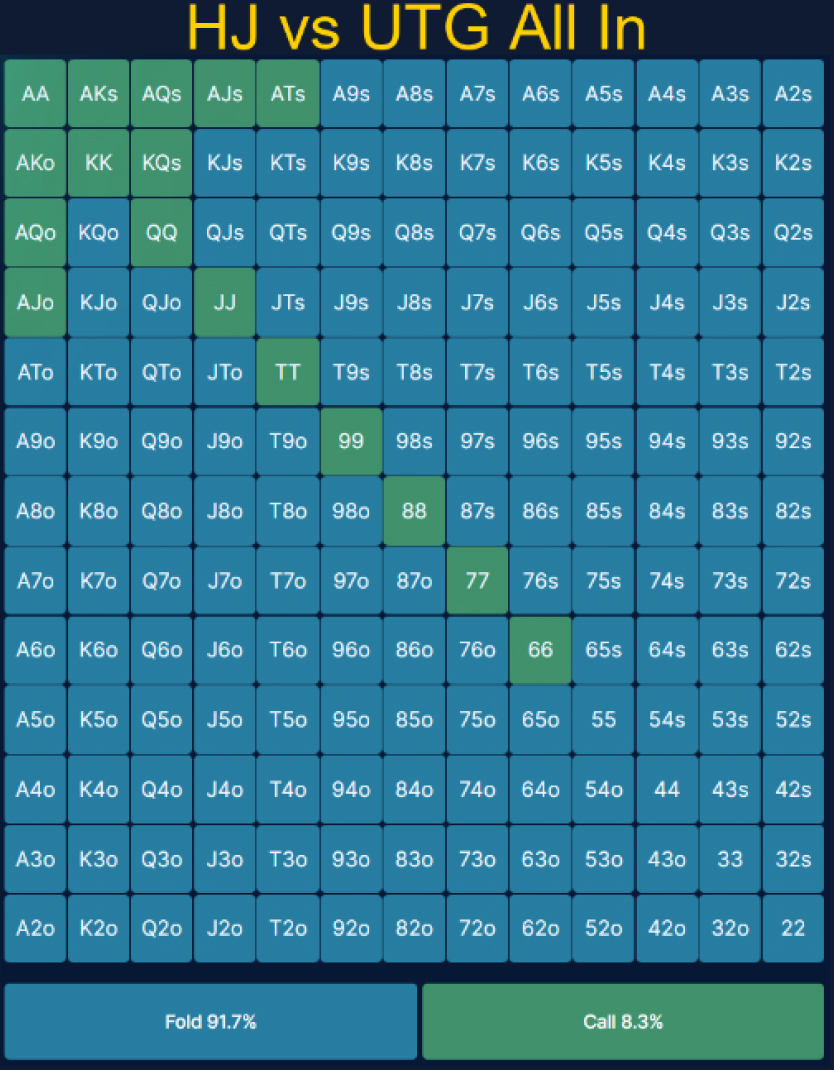 HJ vs UTG All In
AA AKs AQs AJs ATs A9s A8s A7s A6s A5s A4s A3s A2s
AKo KK KQs KJs KTs K9s K8s K7s K6s K5s K4s K3s K2s
AQo KQo QQ QJs QTs Q9s Q8s Q7s Q6s Q5s Q4s Q3s Q2s
AJo KJo QJo JJ JTs J9s J8s J7s J6s J5s J4s J3s J2s
ATo KTo QTo JTo TT T9s T8s T7s T6s T5s T4s T3s T2s
A9o K9o Q9o J9o T9o 99 98s 97s 96s 95s 94s 93s 92s
A8o K8o Q8o J8o T8o 98o 88 87s 86s 85s 84s 83s 82s
A7o K7o Q7o J7o T7o 97o 87o 77 76s 75s 74s 73s 72s
A6o K6o Q6o J6o T6o 96o 86o 76o 66 65s 64s 63s 62s
A5o K5o Q5o J5o T5o 95o 85o 75o 65o 55 54s 53s 52s
A4o K4o Q4o J4o T4o 94o 84o 74o 64o 54o 44 43s 42s
A3o K3o Q3o J3o T3o 93o 83o 73o 63o 53o 43o 33 32s
A2o K2o Q2o J2o T2o 92o 82o 72o 62o 52o 42o 32o 22
Fold 91.7% Call 8.3%